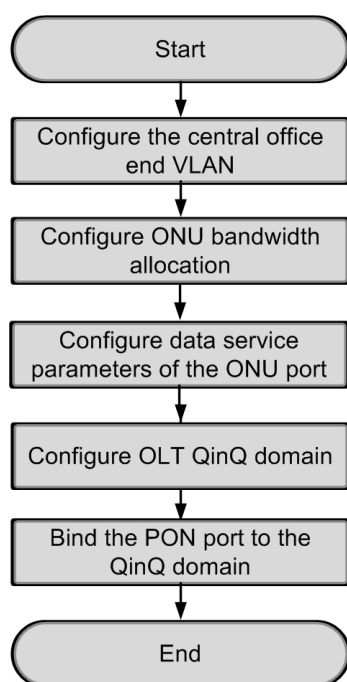 Start
Configure the central office
end VLAN
Configure ONU bandwidth
allocation
Configure data service
parameters of the ONU port
Configure OLT QinQ domain
Bind the PON port to the
QinQ domain
End